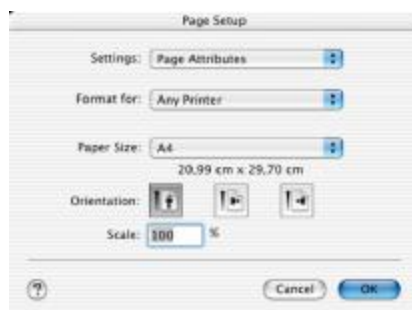 Page Setup
Settings: Page Attributes
Format for: Any Printer
Paper Size: A4
20,99 cm x 29,70 cm
Orientation:
Scale: 100 %
? Cancel OK